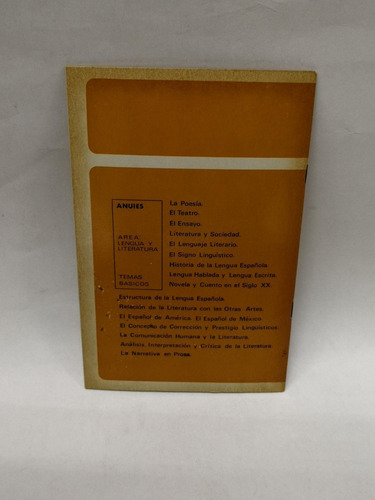 ANUIES
AREA:
LENGUA Y
LITERATURA
TEMAS
BASICOS
La Poesía.
El Teatro.
El Ensayo.
Literatura y Sociedad.
El Lenguaje Literario.
El Signo Lingüístico.
Historia de la Lengua Española.
Lengua Hablada y Lengua Escrita.
Novela y Cuento en el Siglo XX.
Estructura de la Lengua Española.
Relación de la Literatura con las Otras Artes.
El Español de América. El Español de México
El Concepto de Corrección y Prestigio Lingüísticos.
La Comunicación Humana y la Literatura.
Análisis, Interpretación y Crítica de la Literatura
La Narrativa en Prosa.